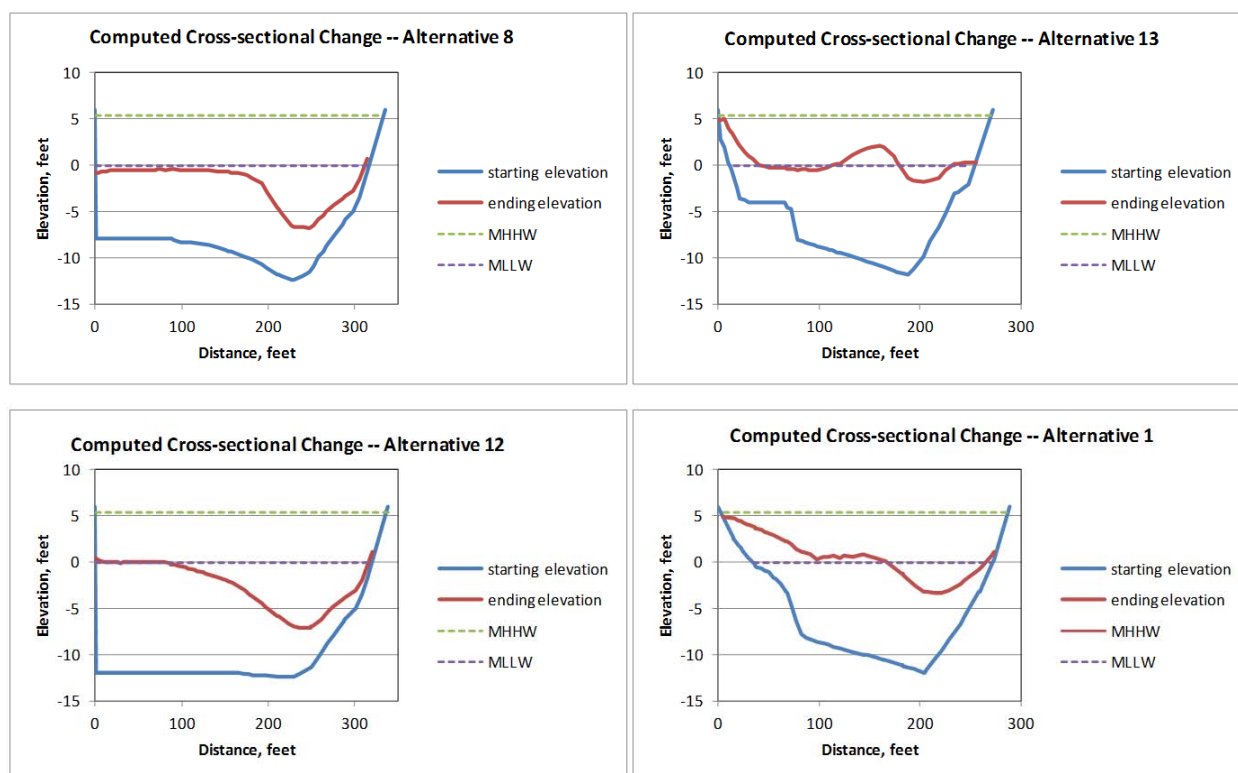 Computed Cross-sectional Change -- Alternative 8
10
5
0
-5
-10
-15
Elevation, feet
0
100
200
300
Distance, feet
starting elevation
ending elevation
MHHW
MLLW
Computed Cross-sectional Change -- Alternative 13
10
5
0
-5
-10
-15
Elevation, feet
0
100
200
300
Distance, feet
starting elevation
ending elevation
MHHW
MLLW
Computed Cross-sectional Change -- Alternative 12
10
5
0
-5
-10
-15
Elevation, feet
0
100
200
300
Distance, feet
starting elevation
ending elevation
MHHW
MLLW
Computed Cross-sectional Change -- Alternative 1
10
5
0
-5
-10
-15
Elevation, feet
0
100
200
300
Distance, feet
starting elevation
ending elevation
MHHW
MLLW